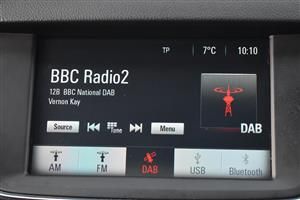 TP 7°C 10:10
BBC Radio2
12B BBC National DAB
Vernon Kay
Source Tune Menu
DAB
AM FM DAB USB Bluetooth